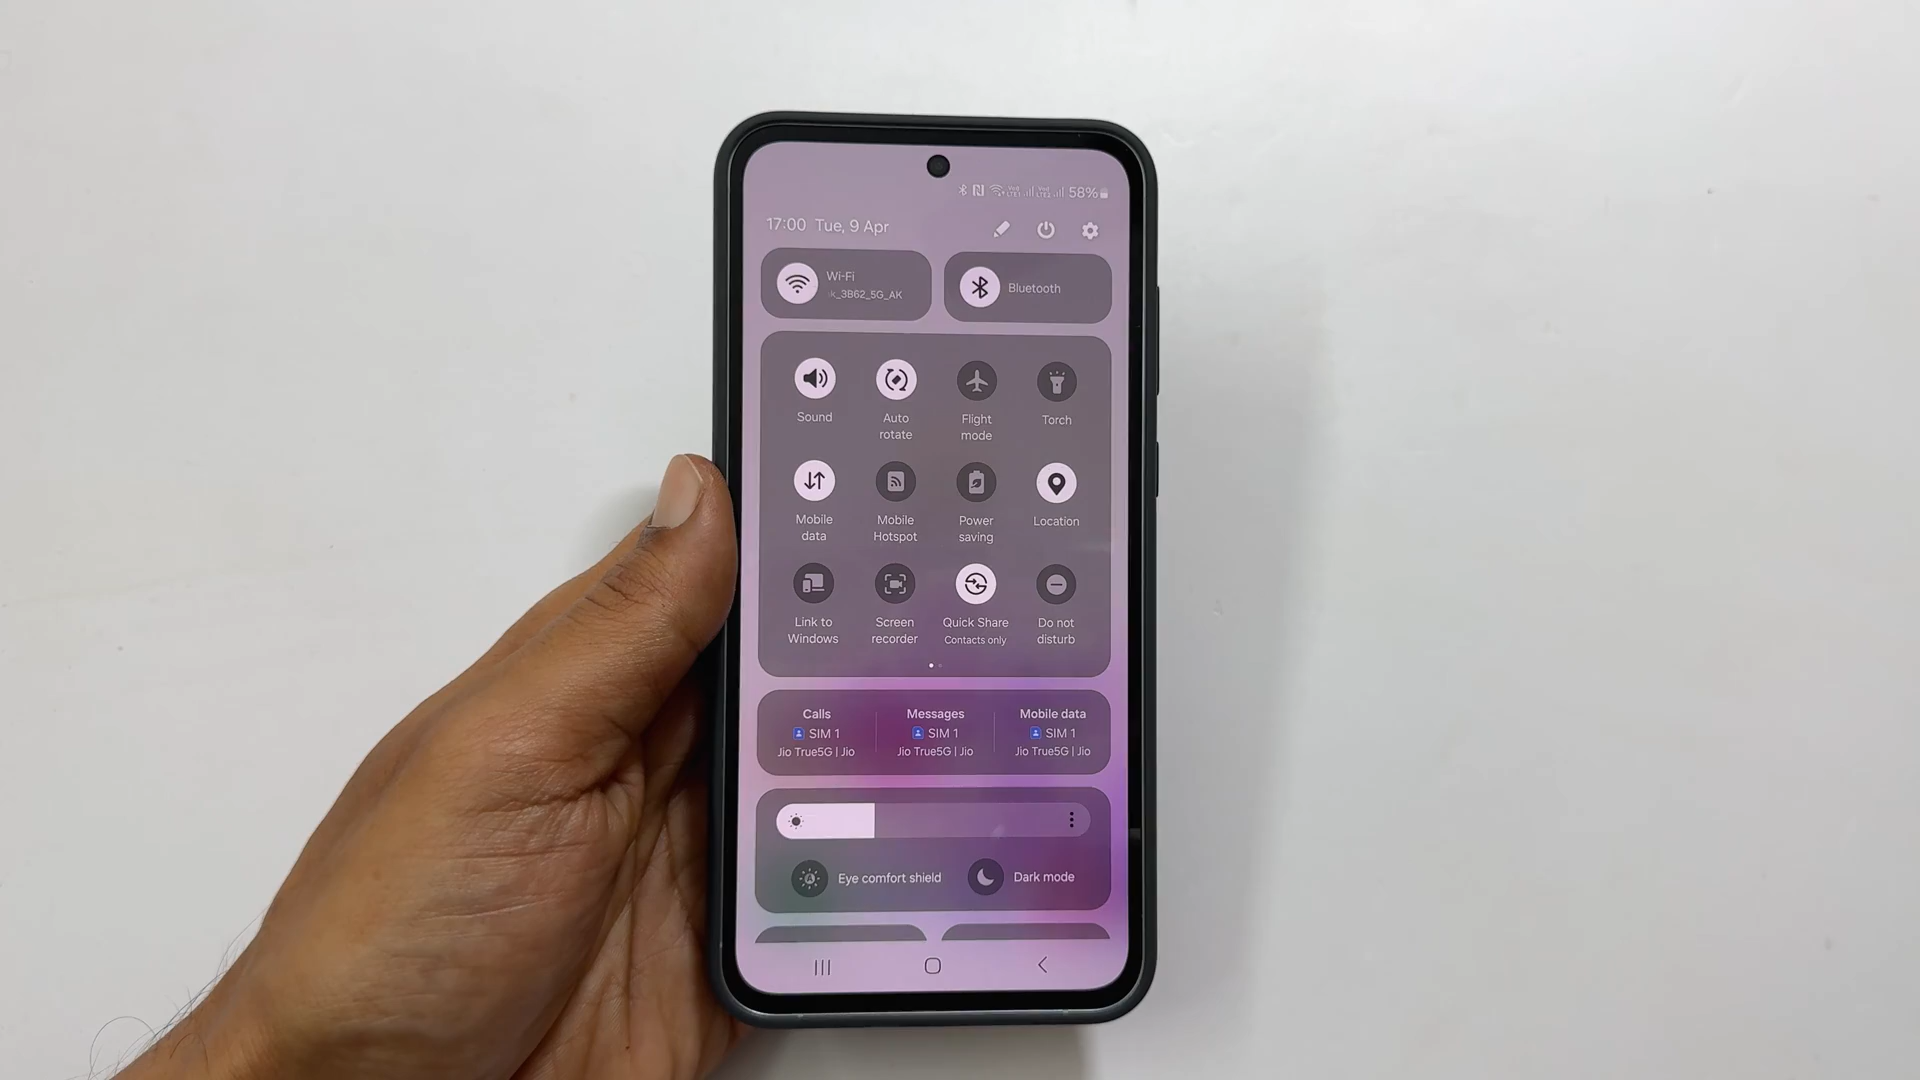 58%
17:00 Tue, 9 Apr
Wi-Fi
k_3B62_5G_AK
Bluetooth
Sound
Auto
rotate
Flight
mode
Torch
Mobile
data
Mobile
Hotspot
Power
saving
Location
Link to
Windows
Screen
recorder
Quick Share
Contacts only
Do not
disturb
Calls
SIM 1
Jio True5G | Jio
Messages
SIM 1
Jio True5G | Jio
Mobile data
SIM 1
Jio True5G | Jio
Eye comfort shield
Dark mode